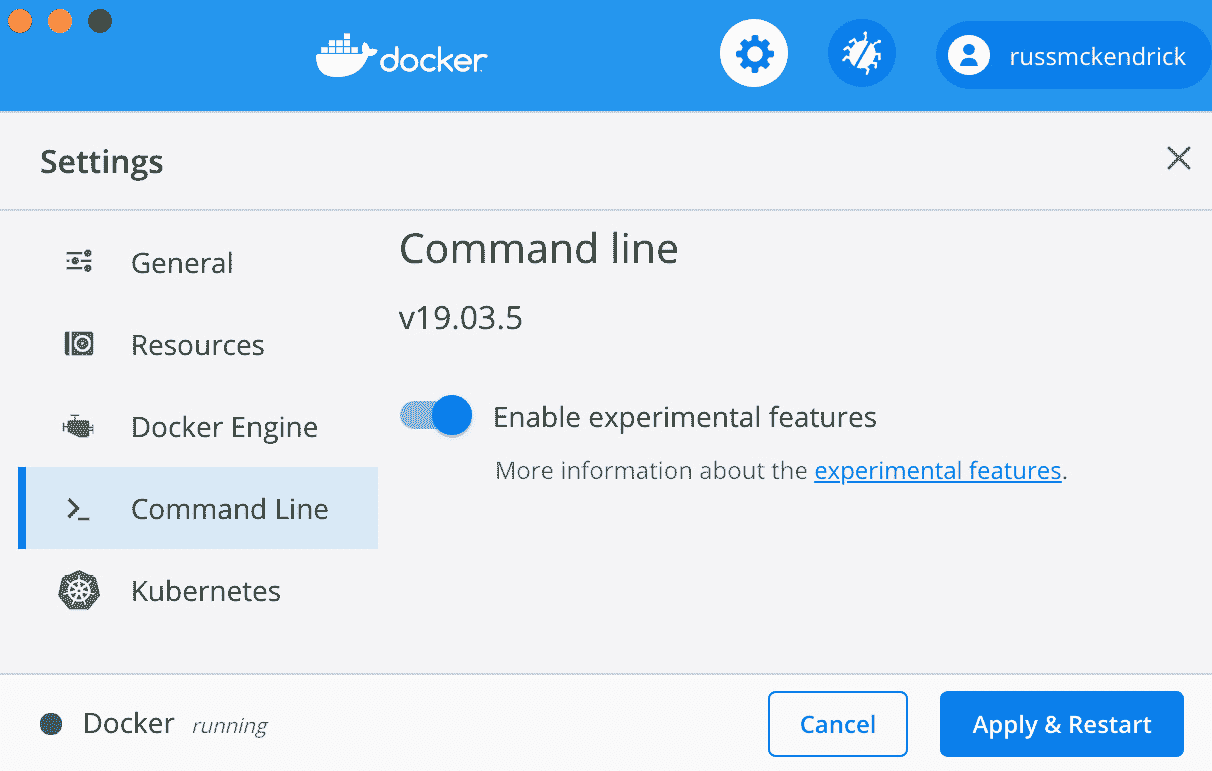 docker
russmckendrick
Settings
General
Resources
Docker Engine
Command Line
Kubernetes
Command line
v19.03.5
Enable experimental features
More information about the experimental features.
Docker running
Cancel
Apply & Restart